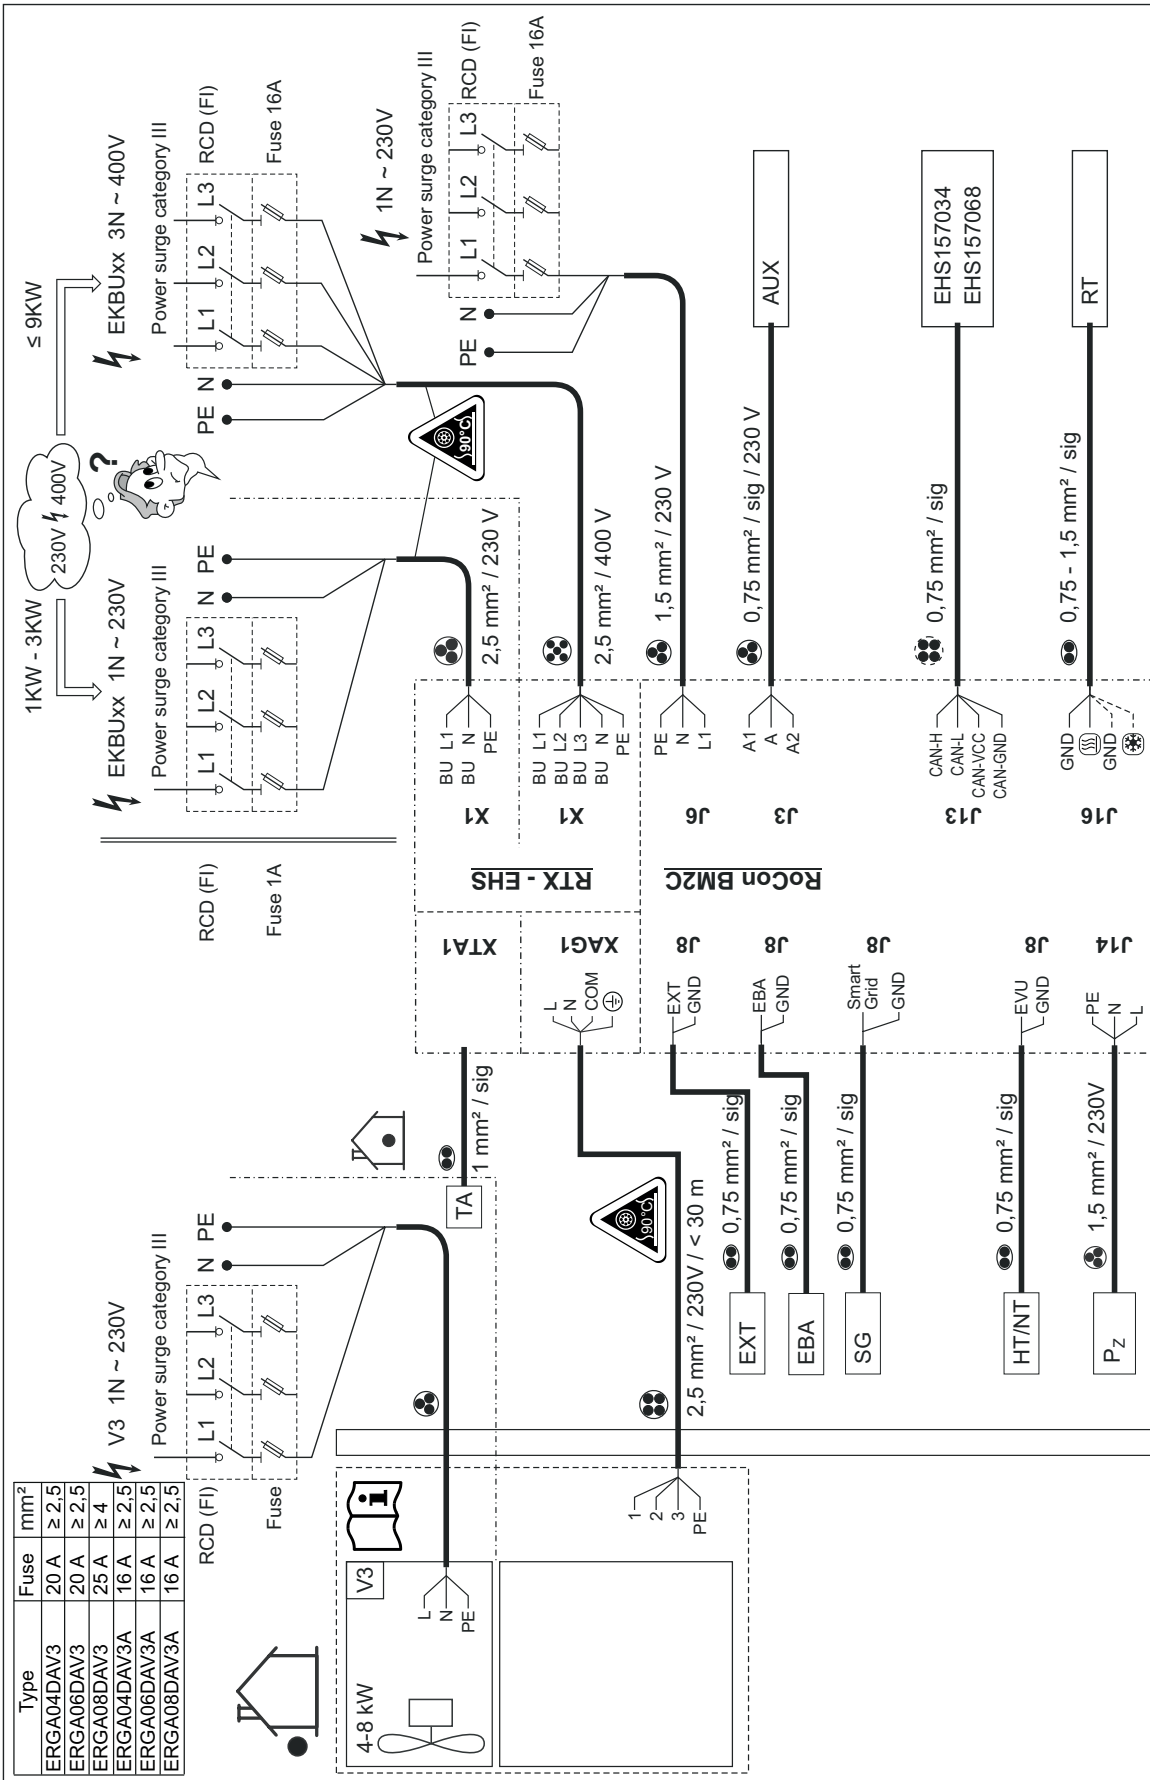 Type Fuse mm²
ERGA04DAV3 20 A ≥ 2,5
ERGA06DAV3 20 A ≥ 2,5
ERGA08DAV3 25 A ≥ 4
ERGA04DAV3A 16 A ≥ 2,5
ERGA06DAV3A 16 A ≥ 2,5
ERGA08DAV3A 16 A ≥ 2,5
V3 1N ~ 230V
Power surge category III
L1 L2 L3 N PE
RCD (FI)
Fuse
RCD (FI)
Fuse 1A
1KW - 3KW
230V 400V
?
≤ 9KW
EKBUxx 1N ~ 230V
Power surge category III
L1 L2 L3 N PE
EKBUxx 3N ~ 400V
Power surge category III
PE N L1 L2 L3
RCD (FI)
Fuse 16A
1N ~ 230V
Power surge category III
PE N L1 L2 L3
RCD (FI)
Fuse 16A
4-8 kW
V3
i
L
N
PE
1
2
3
PE
TA
1 mm² / sig
90°C
2,5 mm² / 230V / < 30 m
XTA1
XAG1
L
N
COM
RTX - EHS
X1
BU L1
BU N
PE
2,5 mm² / 230 V
90°C
X1
BU L1
BU L2
BU L3
BU N
PE
2,5 mm² / 400 V
RoCon BM2C
J6
PE
N
L1
1,5 mm² / 230 V
J3
A1
A
A2
0,75 mm² / sig / 230 V
AUX
J13
CAN-H
CAN-L
CAN-VCC
CAN-GND
0,75 mm² / sig
EHS157034
EHS157068
J16
GND
GND
0,75 - 1,5 mm² / sig
RT
EXT
0,75 mm² / sig
EXT
GND
J8
EBA
0,75 mm² / sig
EBA
GND
J8
SG
0,75 mm² / sig
Smart
Grid
GND
J8
HT/NT
0,75 mm² / sig
EVU
GND
J8
Pz
1,5 mm² / 230V
PE
N
L
J14